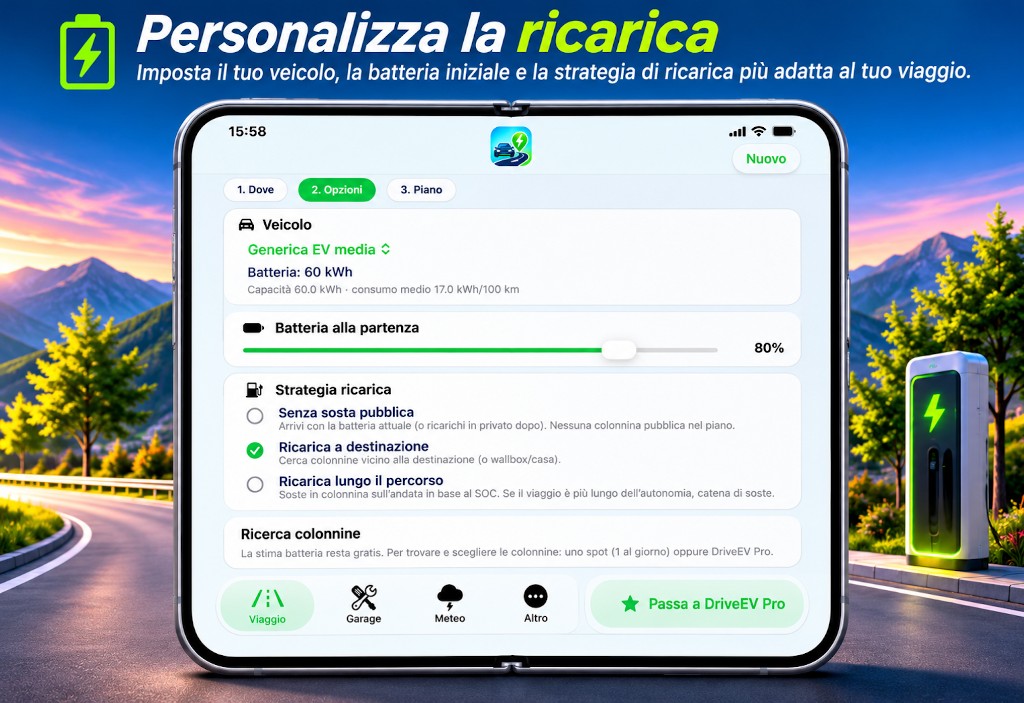 Personalizza la ricarica
Imposta il tuo veicolo, la batteria iniziale e la strategia di ricarica più adatta al tuo viaggio.
15:58
Nuovo
1. Dove
2. Opzioni
3. Piano
Veicolo
Generica EV media
Batteria: 60 kWh
Capacità 60.0 kWh · consumo medio 17.0 kWh/100 km
Batteria alla partenza
80%
Strategia ricarica
Senza sosta pubblica
Arrivi con la batteria attuale (o ricarichi in privato dopo). Nessuna colonnina pubblica nel piano.
Ricarica a destinazione
Cerca colonnine vicino alla destinazione (o wallbox/casa).
Ricarica lungo il percorso
Soste in colonnina sull'andata in base al SOC. Se il viaggio è più lungo dell'autonomia, catena di soste.
Ricerca colonnine
La stima batteria resta gratis. Per trovare e scegliere le colonnine: uno spot (1 al giorno) oppure DriveEV Pro.
Viaggio
Garage
Meteo
Altro
Passa a DriveEV Pro